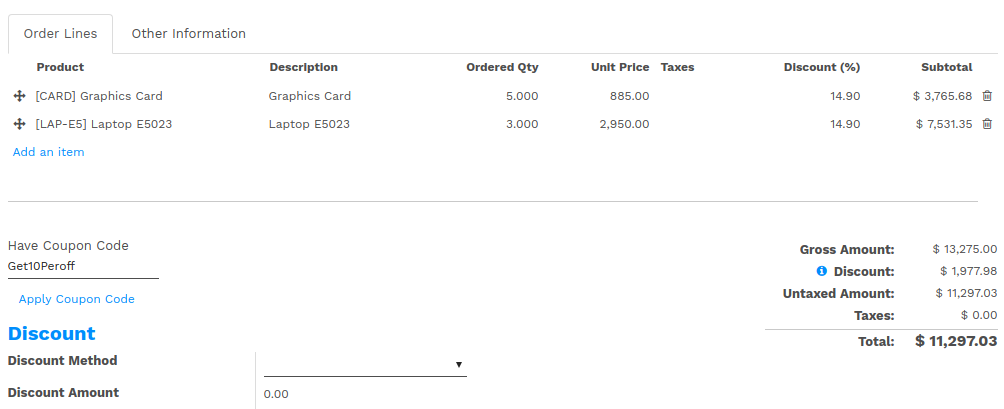 Order Lines Other Information
Product Description Ordered Qty Unit Price Taxes Discount (%) Subtotal
[CARD] Graphics Card Graphics Card 5.000 885.00 14.90 $ 3,765.68
[LAP-E5] Laptop E5023 Laptop E5023 3.000 2,950.00 14.90 $ 7,531.35
Add an item
Have Coupon Code
Get10Peroff
Apply Coupon Code
Gross Amount: $ 13,275.00
Discount: $ 1,977.98
Untaxed Amount: $ 11,297.03
Taxes: $ 0.00
Total: $ 11,297.03
Discount
Discount Method
Discount Amount 0.00